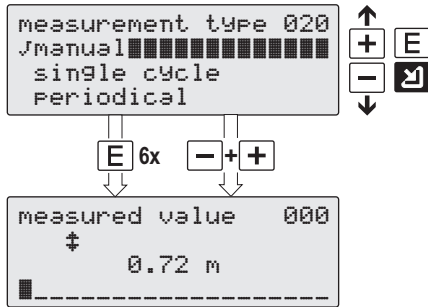 measurement type 020
✓manual
single cycle
periodical
+ E
-
E 6x - + +
measured value 000
0.72 m